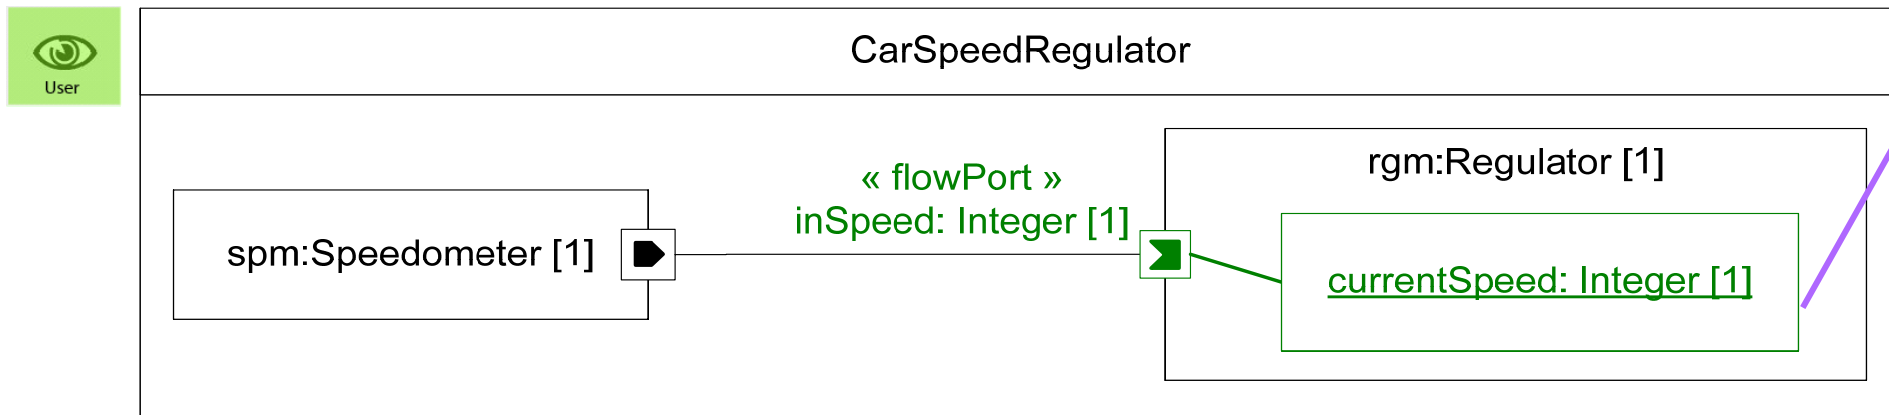 User
CarSpeedRegulator
« flowPort »
inSpeed: Integer [1]
rgm:Regulator [1]
spm:Speedometer [1]
currentSpeed: Integer [1]